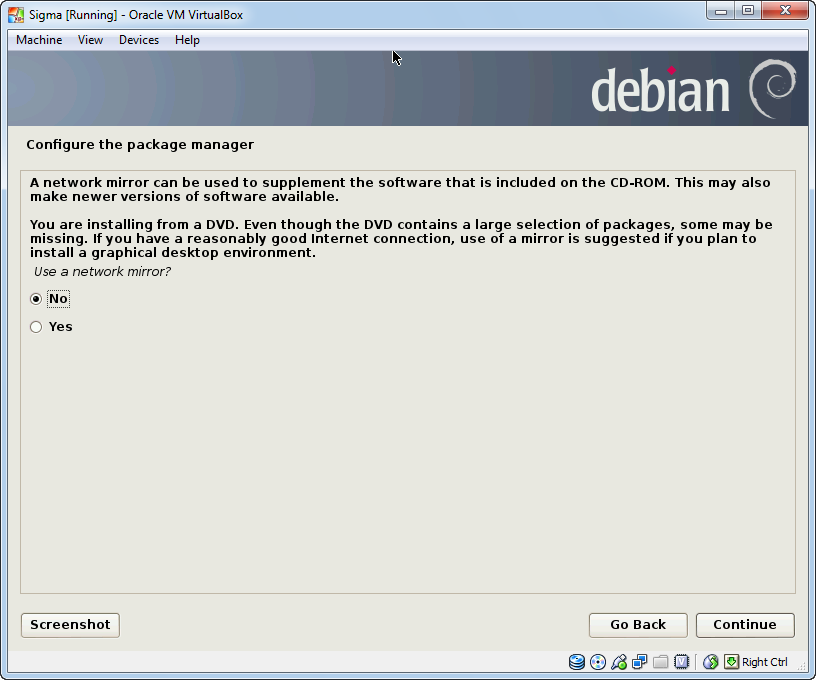 Sigma [Running] - Oracle VM VirtualBox
Machine View Devices Help
debian
Configure the package manager
A network mirror can be used to supplement the software that is included on the CD-ROM. This may also
make newer versions of software available.
You are installing from a DVD. Even though the DVD contains a large selection of packages, some may be
missing. If you have a reasonably good Internet connection, use of a mirror is suggested if you plan to
install a graphical desktop environment.
Use a network mirror?
No
Yes
Screenshot Go Back Continue
Right Ctrl